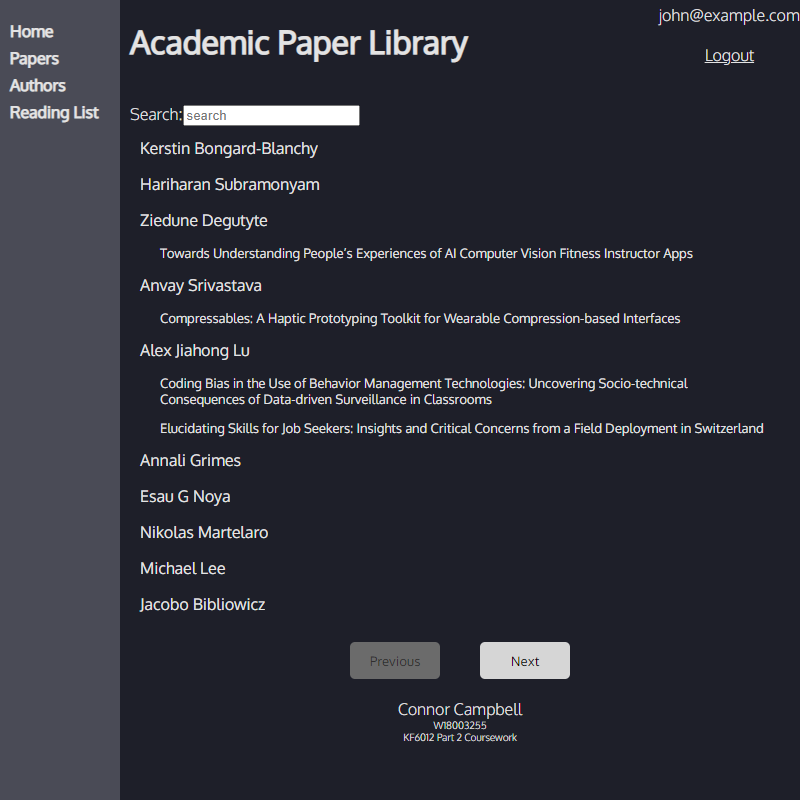 Home
Papers
Authors
Reading List
john@example.com
Academic Paper Library
Logout
Search: search
Kerstin Bongard-Blanchy
Hariharan Subramonyam
Ziedune Degutyte
Towards Understanding People’s Experiences of AI Computer Vision Fitness Instructor Apps
Anvay Srivastava
Compressables: A Haptic Prototyping Toolkit for Wearable Compression-based Interfaces
Alex Jiahong Lu
Coding Bias in the Use of Behavior Management Technologies: Uncovering Socio-technical
Consequences of Data-driven Surveillance in Classrooms
Elucidating Skills for Job Seekers: Insights and Critical Concerns from a Field Deployment in Switzerland
Annali Grimes
Esau G Noya
Nikolas Martelaro
Michael Lee
Jacobo Bibliowicz
Previous
Next
Connor Campbell
W18003255
KF6012 Part 2 Coursework